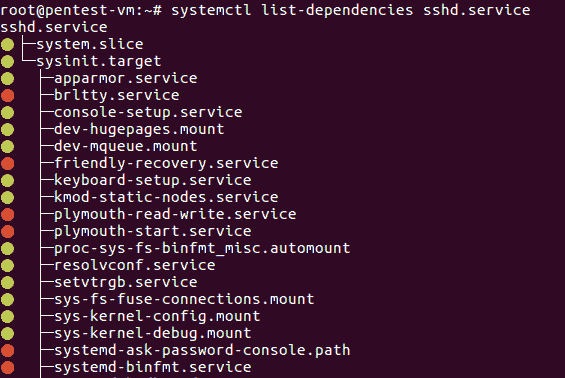 root@pentest-vm:~# systemctl list-dependencies sshd.service
sshd.service
● ├─system.slice
● └─sysinit.target
●   ├─apparmor.service
●   ├─brltty.service
●   ├─console-setup.service
●   ├─dev-hugepages.mount
●   ├─dev-mqueue.mount
●   ├─friendly-recovery.service
●   ├─keyboard-setup.service
●   ├─kmod-static-nodes.service
●   ├─plymouth-read-write.service
●   ├─plymouth-start.service
●   ├─proc-sys-fs-binfmt_misc.automount
●   ├─resolvconf.service
●   ├─setvtrgb.service
●   ├─sys-fs-fuse-connections.mount
●   ├─sys-kernel-config.mount
●   ├─sys-kernel-debug.mount
●   ├─systemd-ask-password-console.path
●   ├─systemd-binfmt.service